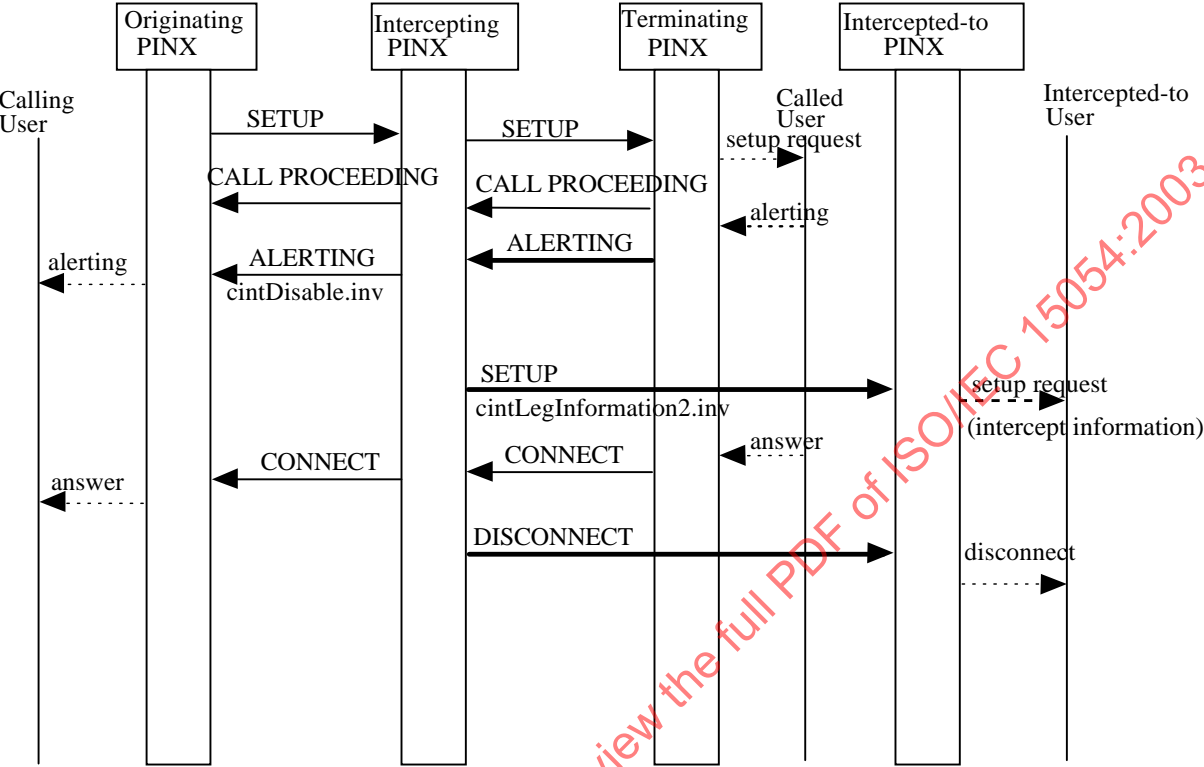 Originating
PINX
Intercepting
PINX
Terminating
PINX
Intercepted-to
PINX
Calling
User
Called
User
Intercepted-to
User
SETUP
SETUP
setup request
CALL PROCEEDING
CALL PROCEEDING
alerting
ALERTING
ALERTING
cintDisable.inv
alerting
SETUP
cintLegInformation2.inv
setup request
(intercept information)
answer
CONNECT
CONNECT
answer
DISCONNECT
disconnect
view the full PDF of ISO/IEC 15054:2003